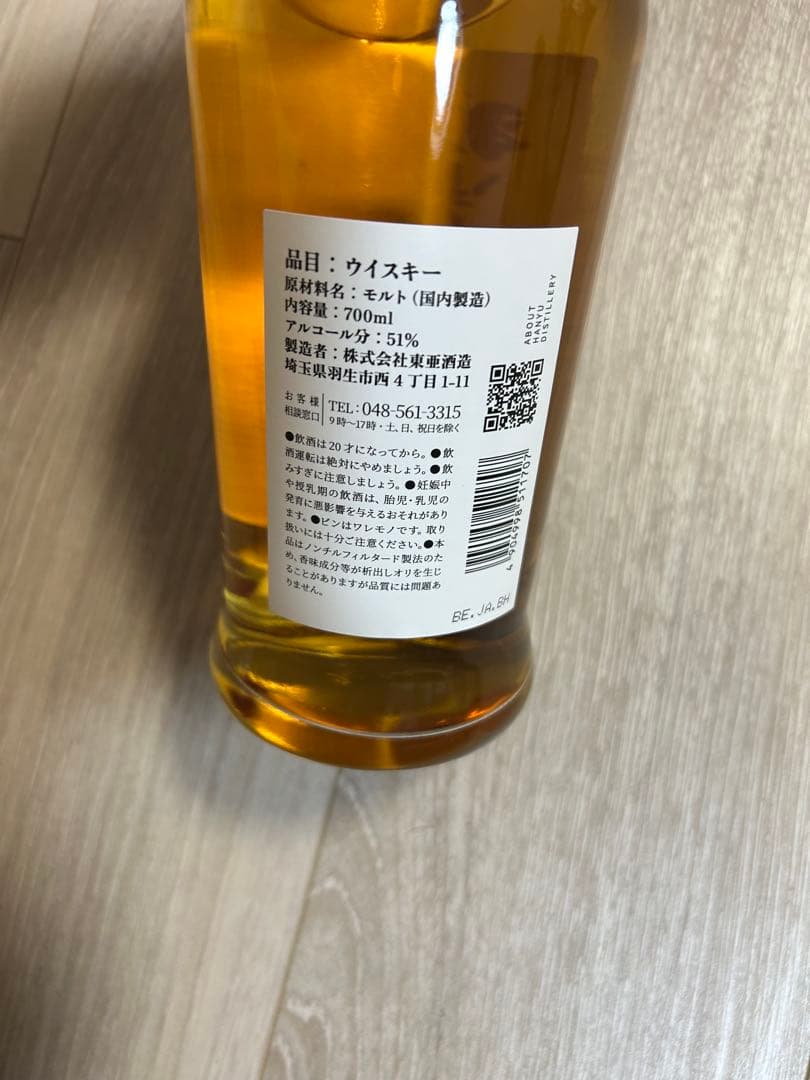 品目：ウイスキー
原材料名：モルト（国内製造）
内容量：700ml
アルコール分：51%
製造者：株式会社東亜酒造
埼玉県羽生市西4丁目1-11
お客様
相談窓口
TEL：048-561-3315
9時〜17時・土、日、祝日を除く
●飲酒は20才になってから。●飲
酒運転は絶対にやめましょう。●飲
みすぎに注意しましょう。●妊娠中
や授乳期の飲酒は、胎児・乳児の
発育に悪影響を与えるおそれがあり
ます。●ビンはワレモノです。取り
扱いには十分ご注意ください。●本
品はノンチルフィルタード製法のた
め、香味成分等が析出しオリを生じ
ることがありますが品質には問題あ
りません。
ABOUT
HANYU
DISTILLERY
4 904998 511707
BE.JA.BH